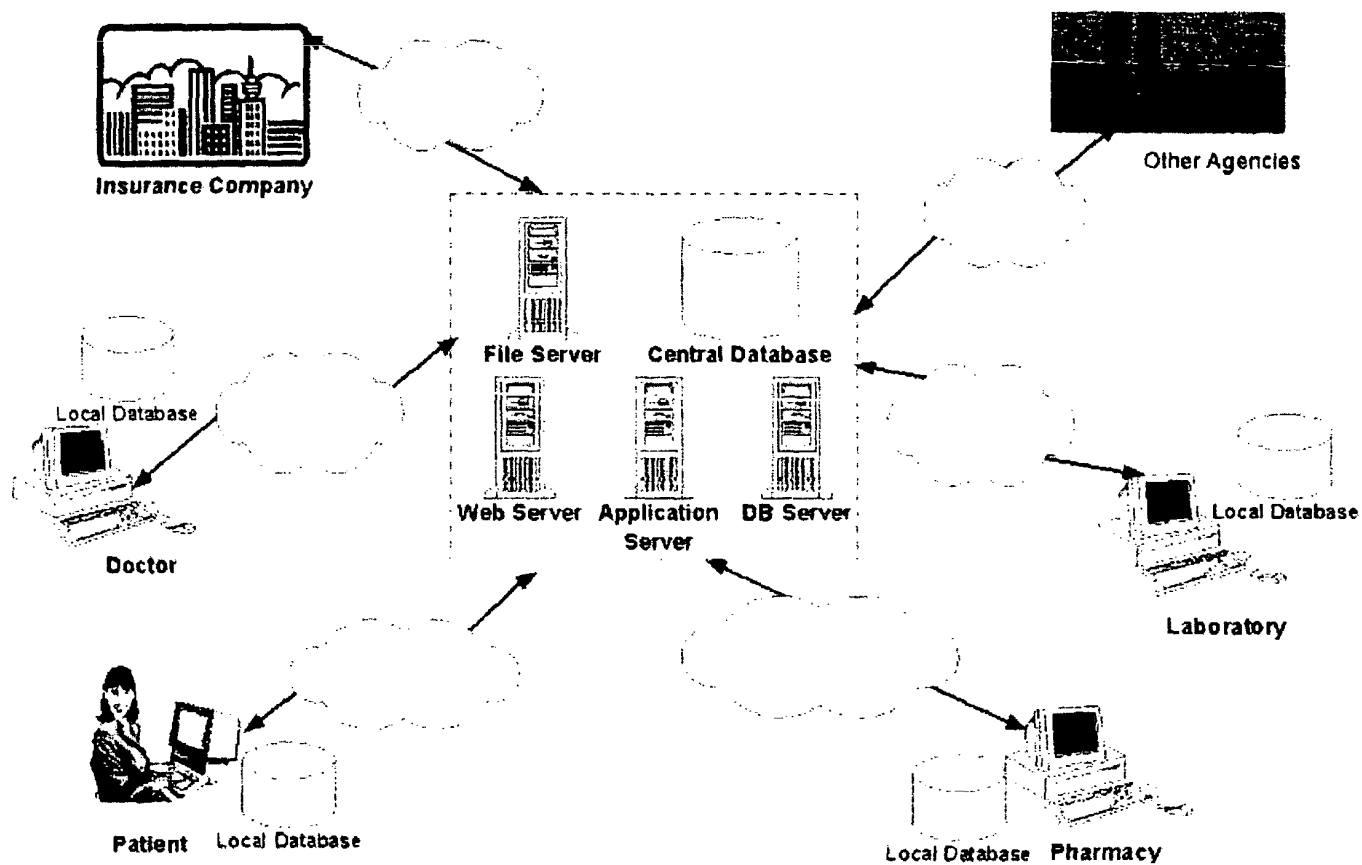 Insurance Company
Other Agencies
File Server
Central Database
Local Database
Web Server
Application
Server
DB Server
Local Database
Doctor
Laboratory
Patient
Local Database
Local Database
Pharmacy